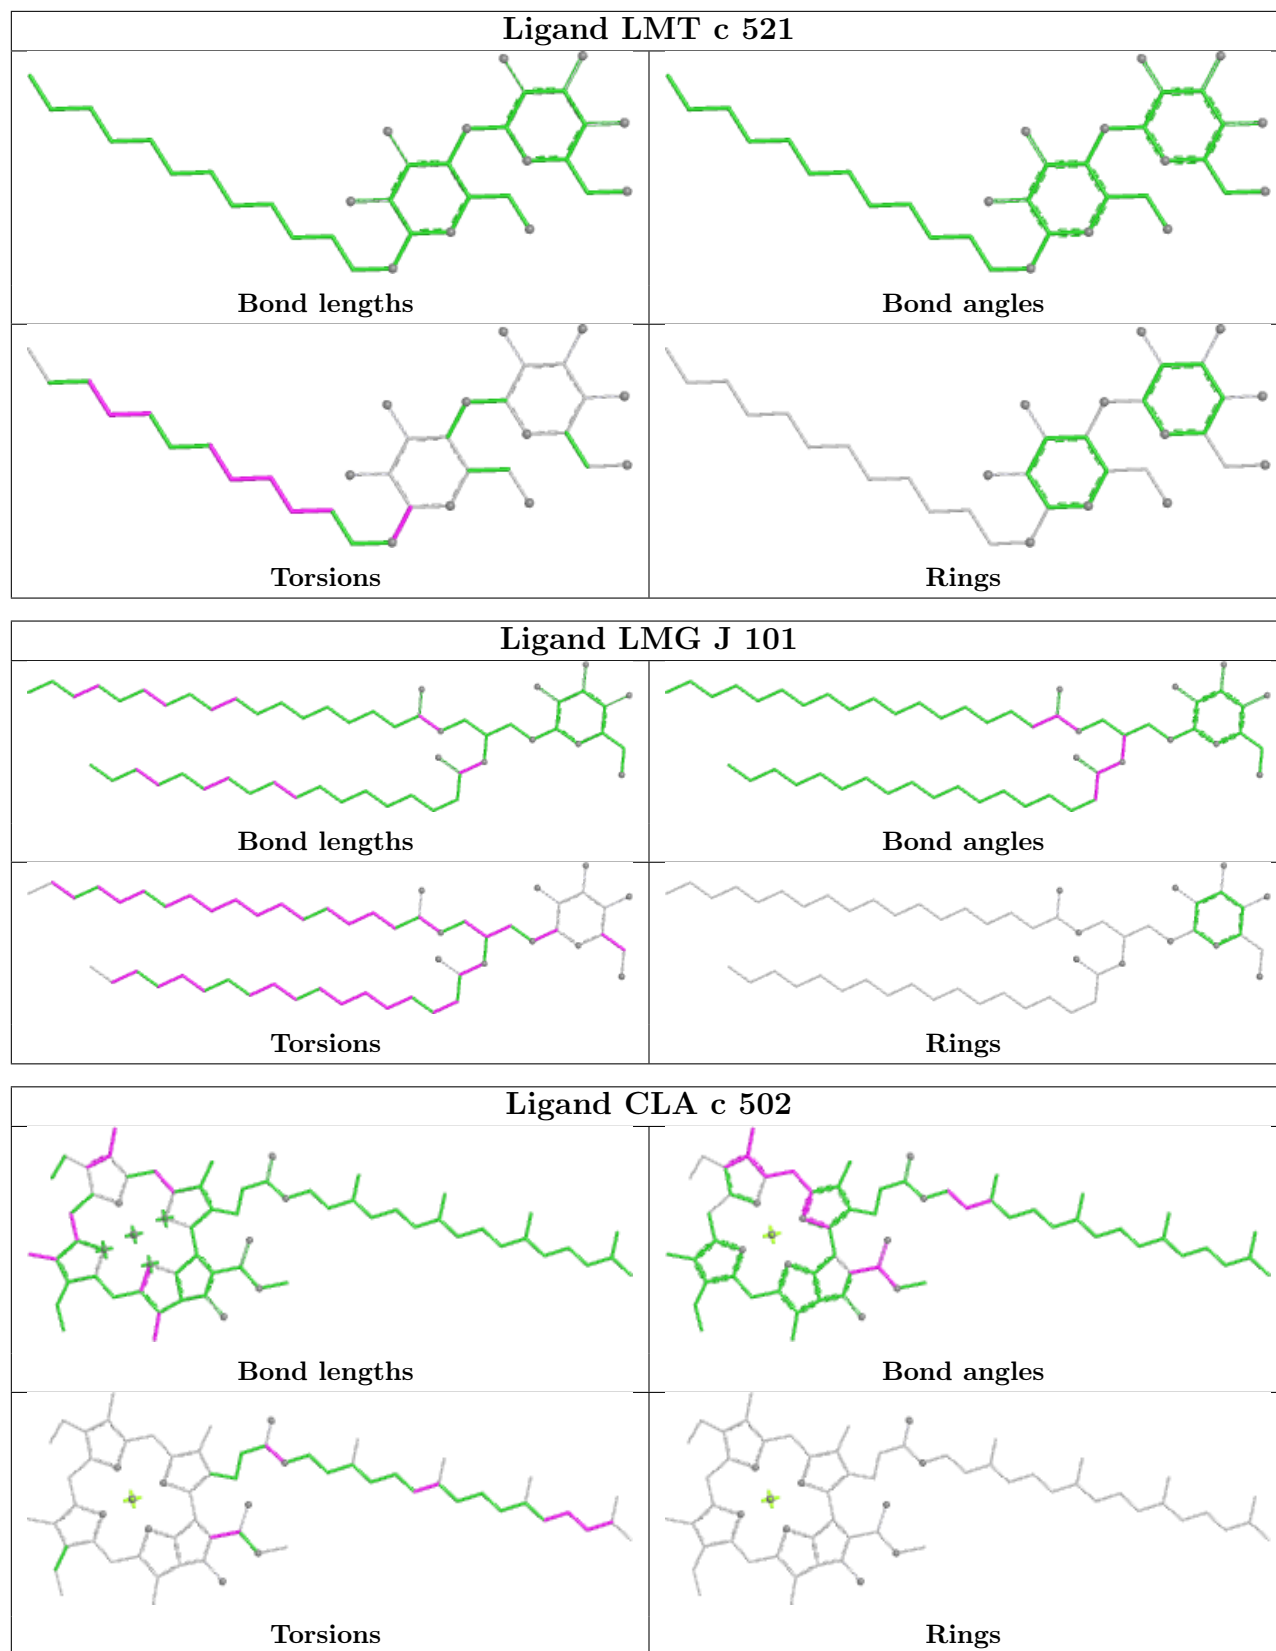 Ligand LMT c 521
Bond lengths
Bond angles
Torsions
Rings
Ligand LMG J 101
Bond lengths
Bond angles
Torsions
Rings
Ligand CLA c 502
Bond lengths
Bond angles
Torsions
Rings